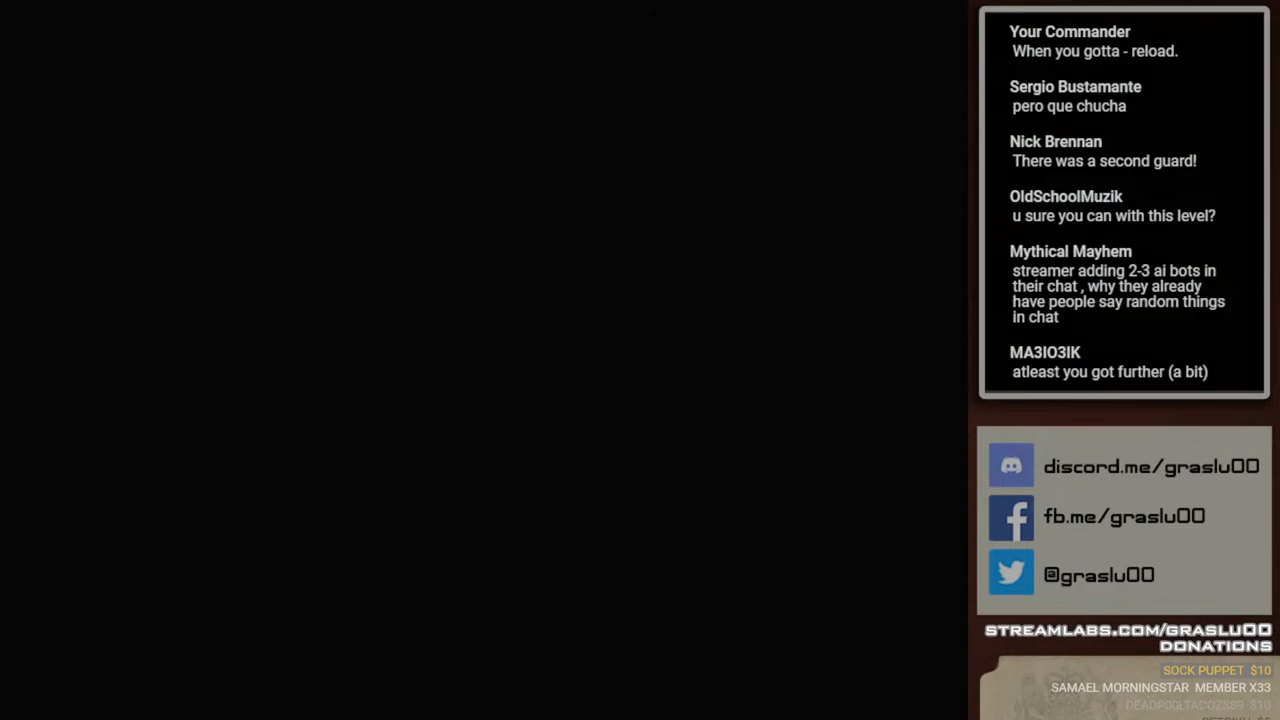 Your Commander
When you gotta - reload.
Sergio Bustamante
pero que chucha
Nick Brennan
There was a second guard!
OldSchoolMuzik
u sure you can with this level?
Mythical Mayhem
streamer adding 2-3 ai bots in
their chat , why they already
have people say random things
in chat
MA3IO3IK
atleast you got further (a bit)
discord.me/graslu00
fb.me/graslu00
@graslu00
STREAMLABS.COM/GRASLU00
DONATIONS
SOCK PUPPET $10
SAMAEL MORNINGSTAR MEMBER X33
DEADP00LTACOZS89 $10